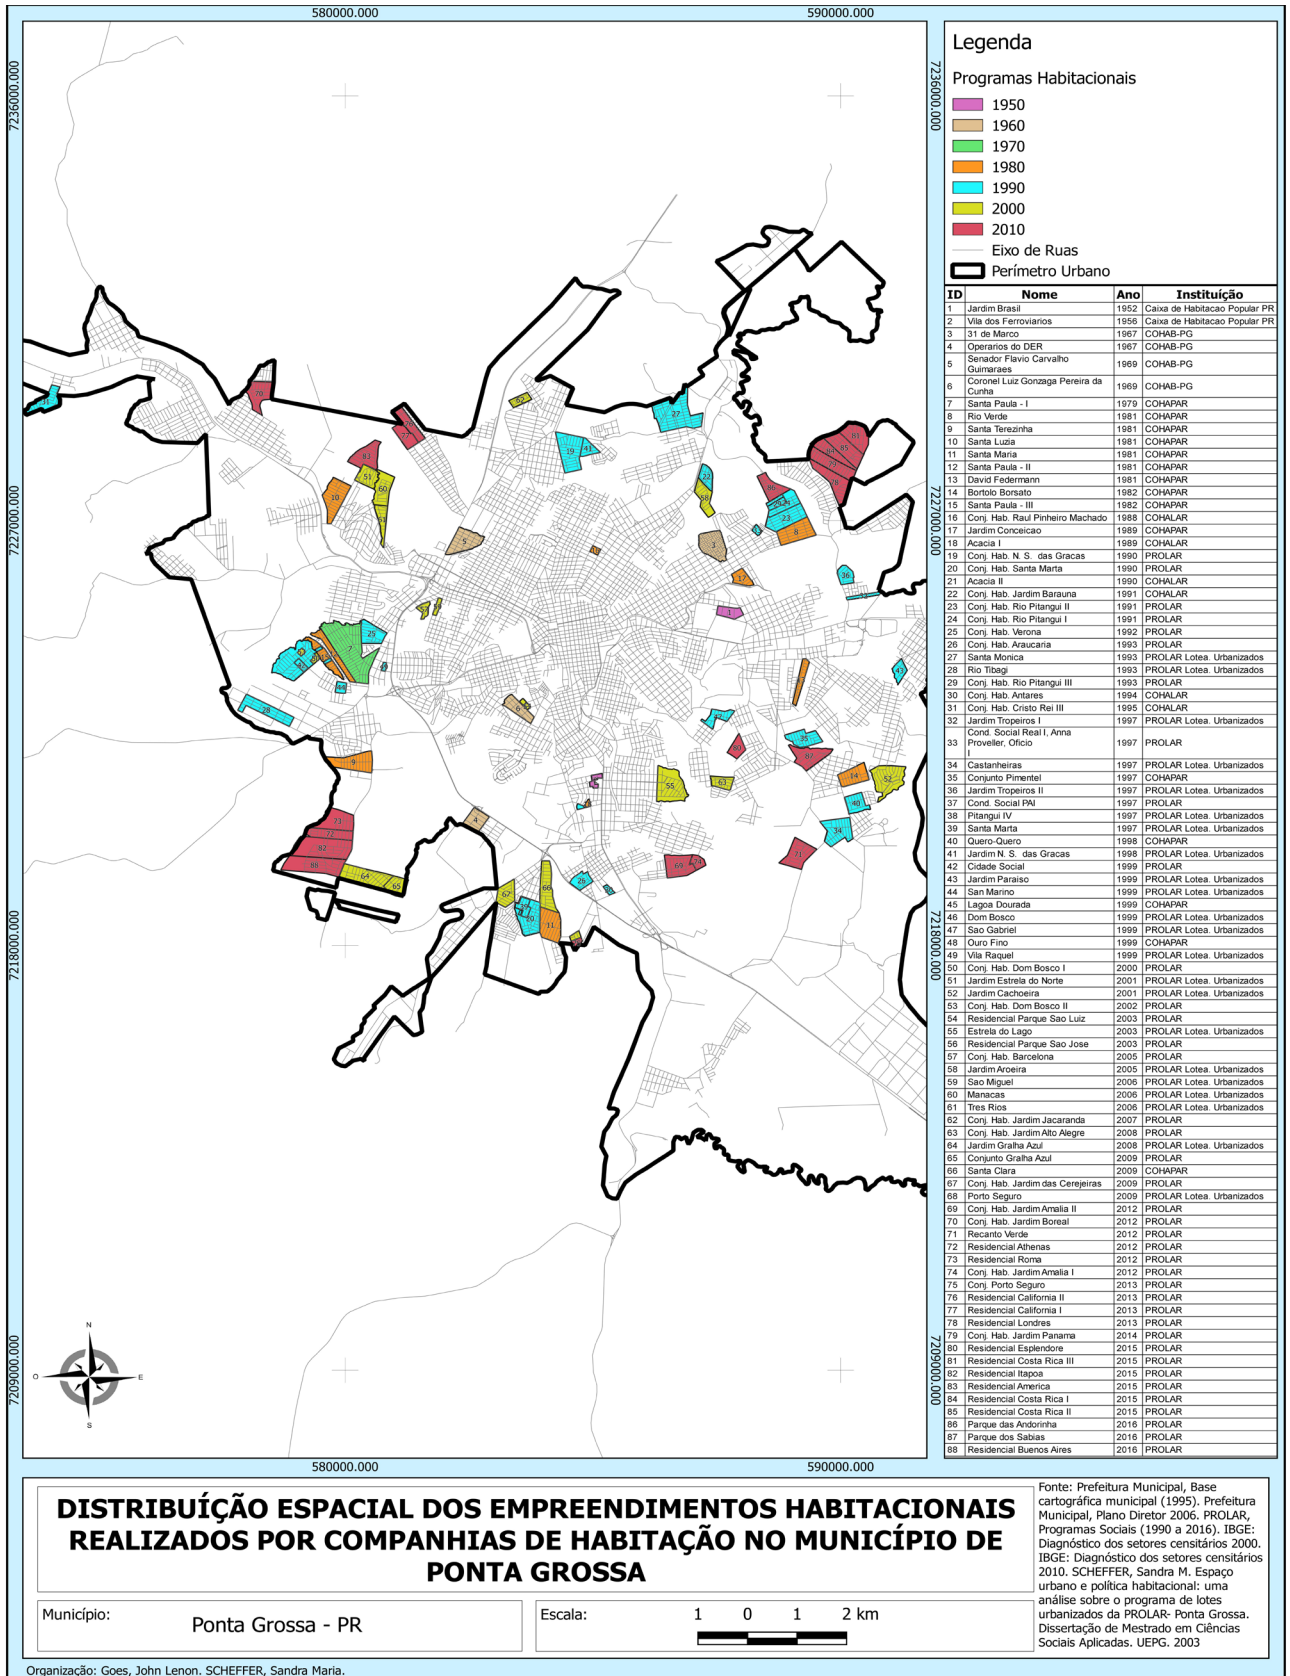 580000.000 590000.000
7236000.000 7236000.000
7227000.000 7227000.000
7218000.000 7218000.000
7209000.000 7209000.000
580000.000 590000.000
N
O E
S
Legenda
Programas Habitacionais
1950
1960
1970
1980
1990
2000
2010
Eixo de Ruas
Perímetro Urbano
ID Nome Ano Instituíção
1 Jardim Brasil 1952 Caixa de Habitacao Popular PR
2 Vila dos Ferroviarios 1956 Caixa de Habitacao Popular PR
3 31 de Marco 1967 COHAB-PG
4 Operarios do DER 1967 COHAB-PG
5 Senador Flavio Carvalho
Guimaraes 1969 COHAB-PG
6 Coronel Luiz Gonzaga Pereira da
Cunha 1969 COHAB-PG
7 Santa Paula - I 1979 COHAPAR
8 Rio Verde 1981 COHAPAR
9 Santa Terezinha 1981 COHAPAR
10 Santa Luzia 1981 COHAPAR
11 Santa Maria 1981 COHAPAR
12 Santa Paula - II 1981 COHAPAR
13 David Federmann 1981 COHAPAR
14 Bortolo Borsato 1982 COHAPAR
15 Santa Paula - III 1982 COHAPAR
16 Conj. Hab. Raul Pinheiro Machado 1988 COHALAR
17 Jardim Conceicao 1989 COHAPAR
18 Acacia I 1989 COHALAR
19 Conj. Hab. N. S. das Gracas 1990 PROLAR
20 Conj. Hab. Santa Marta 1990 PROLAR
21 Acacia II 1990 COHALAR
22 Conj. Hab. Jardim Barauna 1991 COHALAR
23 Conj. Hab. Rio Pitangui II 1991 PROLAR
24 Conj. Hab. Rio Pitangui I 1991 PROLAR
25 Conj. Hab. Verona 1992 PROLAR
26 Conj. Hab. Araucaria 1993 PROLAR
27 Santa Monica 1993 PROLAR Lotea. Urbanizados
28 Rio Tibagi 1993 PROLAR Lotea. Urbanizados
29 Conj. Hab. Rio Pitangui III 1993 PROLAR
30 Conj. Hab. Antares 1994 COHALAR
31 Conj. Hab. Cristo Rei III 1995 COHALAR
32 Jardim Tropeiros I 1997 PROLAR Lotea. Urbanizados
33 Cond. Social Real I, Anna
Proveller, Oficio
I 1997 PROLAR
34 Castanheiras 1997 PROLAR Lotea. Urbanizados
35 Conjunto Pimentel 1997 COHAPAR
36 Jardim Tropeiros II 1997 PROLAR Lotea. Urbanizados
37 Cond. Social PAI 1997 PROLAR
38 Pitangui IV 1997 PROLAR Lotea. Urbanizados
39 Santa Marta 1997 PROLAR Lotea. Urbanizados
40 Quero-Quero 1998 COHAPAR
41 Jardim N. S. das Gracas 1998 PROLAR Lotea. Urbanizados
42 Cidade Social 1999 PROLAR
43 Jardim Paraiso 1999 PROLAR Lotea. Urbanizados
44 San Marino 1999 PROLAR Lotea. Urbanizados
45 Lagoa Dourada 1999 COHAPAR
46 Dom Bosco 1999 PROLAR Lotea. Urbanizados
47 Sao Gabriel 1999 PROLAR Lotea. Urbanizados
48 Ouro Fino 1999 COHAPAR
49 Vila Raquel 1999 PROLAR Lotea. Urbanizados
50 Conj. Hab. Dom Bosco I 2000 PROLAR
51 Jardim Estrela do Norte 2001 PROLAR Lotea. Urbanizados
52 Jardim Cachoeira 2001 PROLAR Lotea. Urbanizados
53 Conj. Hab. Dom Bosco II 2002 PROLAR
54 Residencial Parque Sao Luiz 2003 PROLAR
55 Estrela do Lago 2003 PROLAR Lotea. Urbanizados
56 Residencial Parque Sao Jose 2003 PROLAR
57 Conj. Hab. Barcelona 2005 PROLAR
58 Jardim Aroeira 2005 PROLAR Lotea. Urbanizados
59 Sao Miguel 2006 PROLAR Lotea. Urbanizados
60 Manacas 2006 PROLAR Lotea. Urbanizados
61 Tres Rios 2006 PROLAR Lotea. Urbanizados
62 Conj. Hab. Jardim Jacaranda 2007 PROLAR
63 Conj. Hab. Jardim Alto Alegre 2008 PROLAR
64 Jardim Gralha Azul 2008 PROLAR Lotea. Urbanizados
65 Conjunto Gralha Azul 2009 PROLAR
66 Santa Clara 2009 COHAPAR
67 Conj. Hab. Jardim das Cerejeiras 2009 PROLAR
68 Porto Seguro 2009 PROLAR Lotea. Urbanizados
69 Conj. Hab. Jardim Amalia II 2012 PROLAR
70 Conj. Hab. Jardim Boreal 2012 PROLAR
71 Recanto Verde 2012 PROLAR
72 Residencial Athenas 2012 PROLAR
73 Residencial Roma 2012 PROLAR
74 Conj. Hab. Jardim Amalia I 2012 PROLAR
75 Conj. Porto Seguro 2013 PROLAR
76 Residencial California II 2013 PROLAR
77 Residencial California I 2013 PROLAR
78 Residencial Londres 2013 PROLAR
79 Conj. Hab. Jardim Panama 2014 PROLAR
80 Residencial Esplendore 2015 PROLAR
81 Residencial Costa Rica III 2015 PROLAR
82 Residencial Itapoa 2015 PROLAR
83 Residencial America 2015 PROLAR
84 Residencial Costa Rica I 2015 PROLAR
85 Residencial Costa Rica II 2015 PROLAR
86 Parque das Andorinha 2016 PROLAR
87 Parque dos Sabias 2016 PROLAR
88 Residencial Buenos Aires 2016 PROLAR
DISTRIBUÍÇÃO ESPACIAL DOS EMPREENDIMENTOS HABITACIONAIS
REALIZADOS POR COMPANHIAS DE HABITAÇÃO NO MUNICÍPIO DE
PONTA GROSSA
Município: Ponta Grossa - PR
Escala: 1 0 1 2 km
Fonte: Prefeitura Municipal, Base
cartográfica municipal (1995). Prefeitura
Municipal, Plano Diretor 2006. PROLAR,
Programas Sociais (1990 a 2016). IBGE:
Diagnóstico dos setores censitários 2000.
IBGE: Diagnóstico dos setores censitários
2010. SCHEFFER, Sandra M. Espaço
urbano e política habitacional: uma
análise sobre o programa de lotes
urbanizados da PROLAR- Ponta Grossa.
Dissertação de Mestrado em Ciências
Sociais Aplicadas. UEPG. 2003
Organização: Goes, John Lenon. SCHEFFER, Sandra Maria.